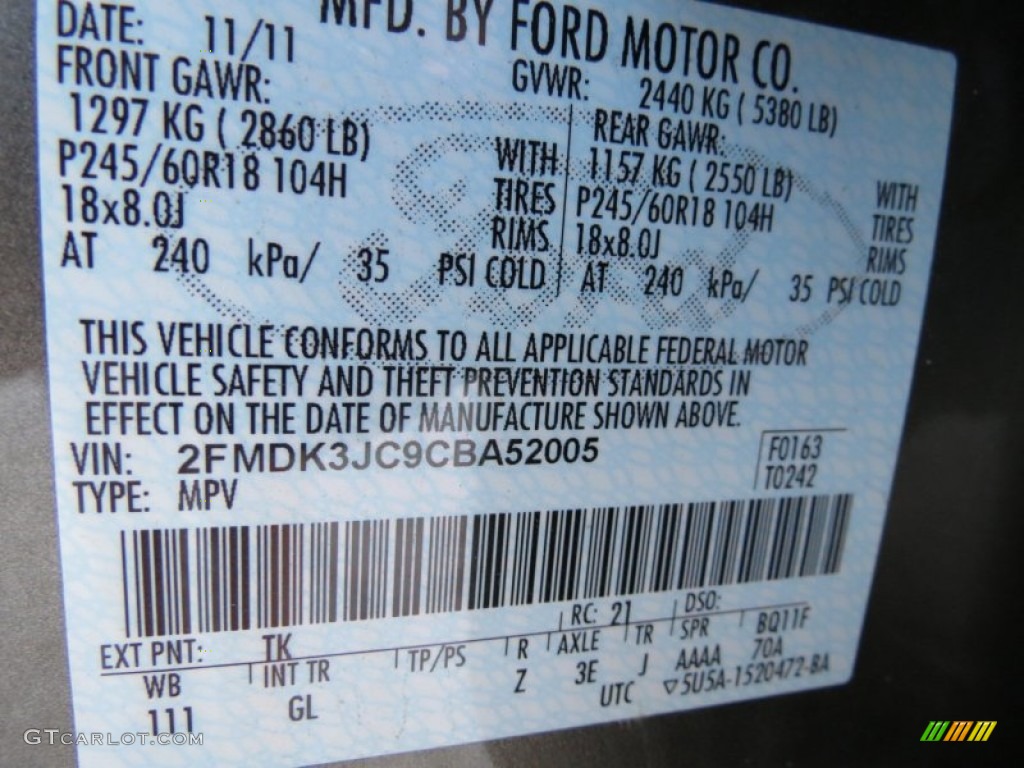 MFD. BY FORD MOTOR CO.
DATE: 11/11 GVWR: 2440 KG ( 5380 LB)
FRONT GAWR: REAR GAWR:
1297 KG ( 2860 LB) WITH 1157 KG ( 2550 LB) WITH
P245/60R18 104H TIRES P245/60R18 104H TIRES
18x8.0J RIMS 18x8.0J RIMS
AT 240 kPa/ 35 PSI COLD AT 240 kPa/ 35 PSI COLD
THIS VEHICLE CONFORMS TO ALL APPLICABLE FEDERAL MOTOR
VEHICLE SAFETY AND THEFT PREVENTION STANDARDS IN
EFFECT ON THE DATE OF MANUFACTURE SHOWN ABOVE.
VIN: 2FMDK3JC9CBA52005 F0163
TYPE: MPV T0242
EXT PNT: TK RC: 21 DSO:
WB INT TR TP/PS R AXLE TR SPR BQ11F
111 GL Z 3E J AAAA 70A
UTC ▽5U5A-1520472-BA
GTCARLOT.COM